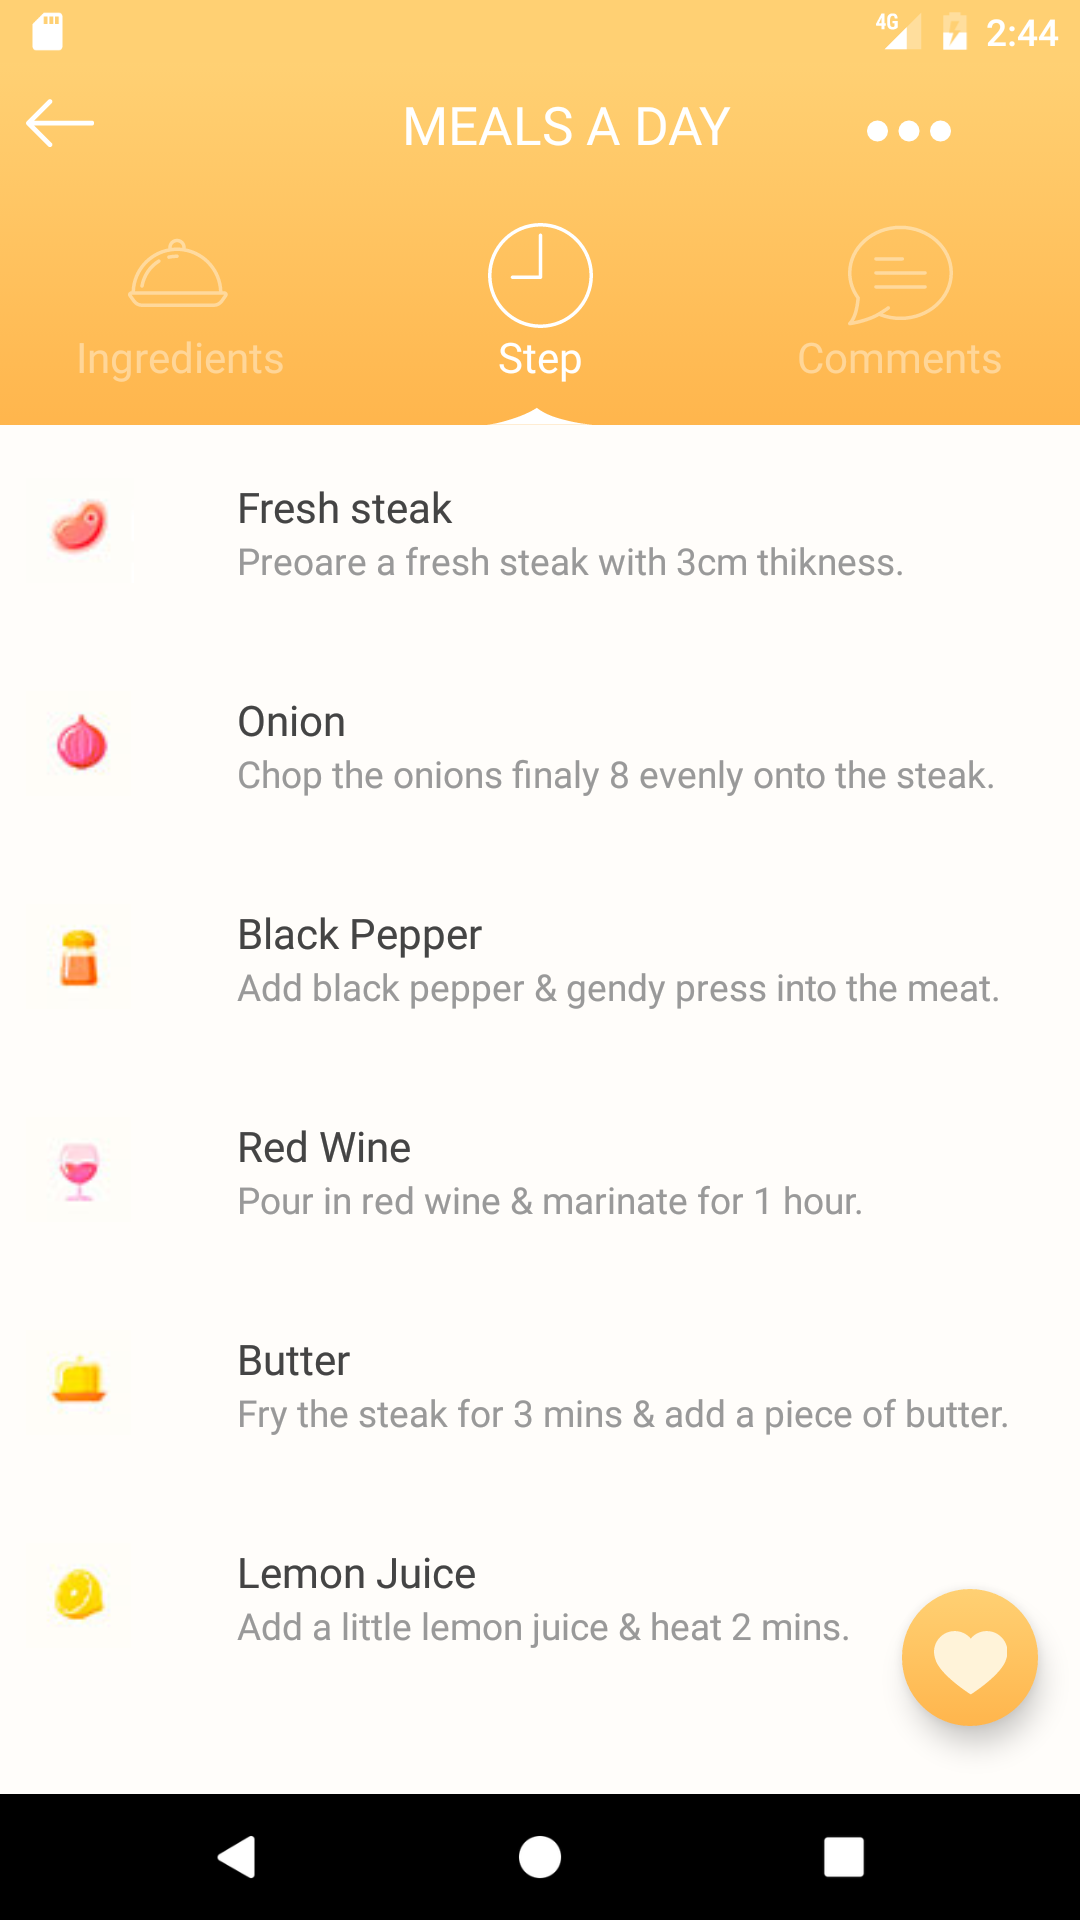 4G 2:44
MEALS A DAY
Ingredients Step Comments
Fresh steak
Preoare a fresh steak with 3cm thikness.
Onion
Chop the onions finaly 8 evenly onto the steak.
Black Pepper
Add black pepper & gendy press into the meat.
Red Wine
Pour in red wine & marinate for 1 hour.
Butter
Fry the steak for 3 mins & add a piece of butter.
Lemon Juice
Add a little lemon juice & heat 2 mins.